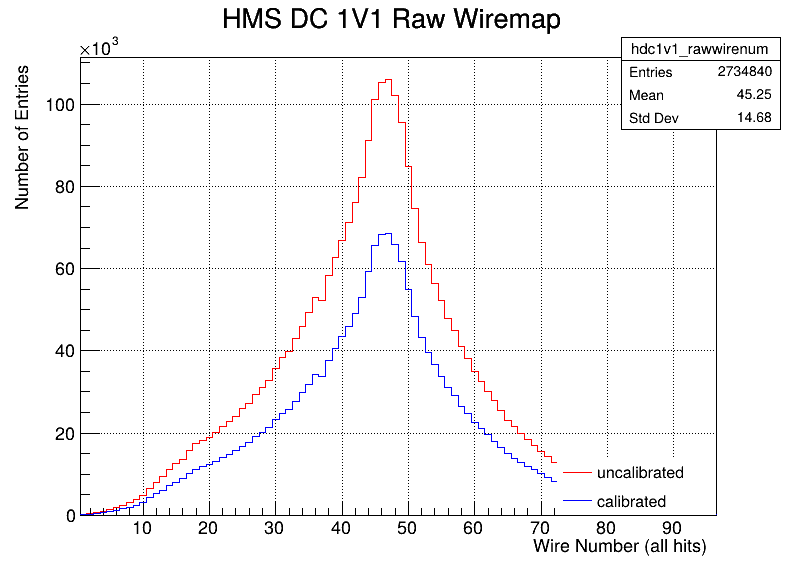 HMS DC 1V1 Raw Wiremap
×10³
hdc1v1_rawwirenum
Entries 2734840
Mean 45.25
Std Dev 14.68
Number of Entries
100
80
60
40
20
0
uncalibrated
calibrated
10 20 30 40 50 60 70 80 90
Wire Number (all hits)